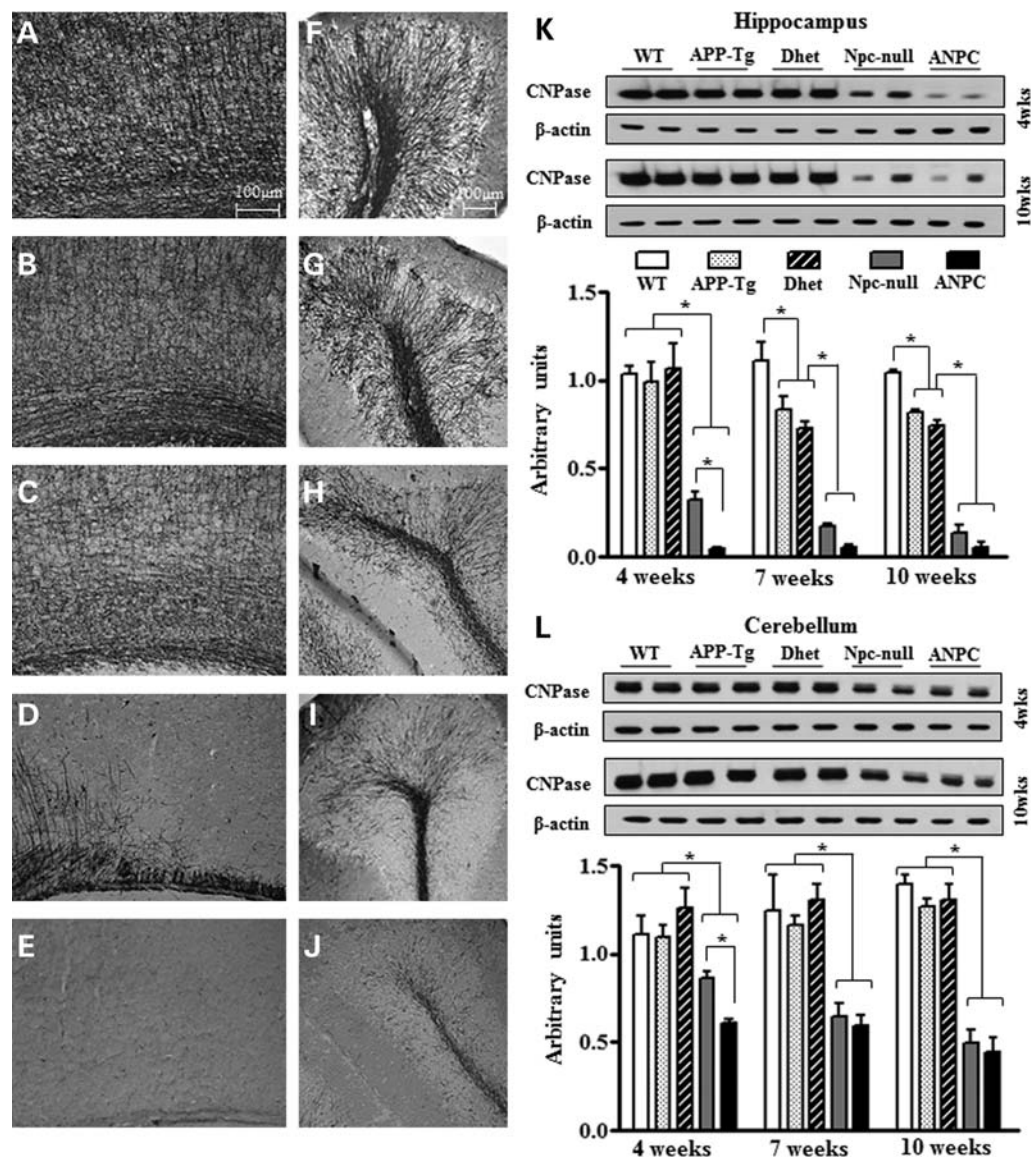 A
100μm
F
100μm
B
G
C
H
D
I
E
J
K
Hippocampus
WT APP-Tg Dhet Npc-null ANPC
CNPase
β-actin
4wks
CNPase
β-actin
10wks
WT APP-Tg Dhet Npc-null ANPC
Arbitrary units
1.5
1.0
0.5
0.0
* * * * * *
4 weeks 7 weeks 10 weeks
L
Cerebellum
WT APP-Tg Dhet Npc-null ANPC
CNPase
β-actin
4wks
CNPase
β-actin
10wks
Arbitrary units
1.5
1.0
0.5
0.0
* * * *
4 weeks 7 weeks 10 weeks